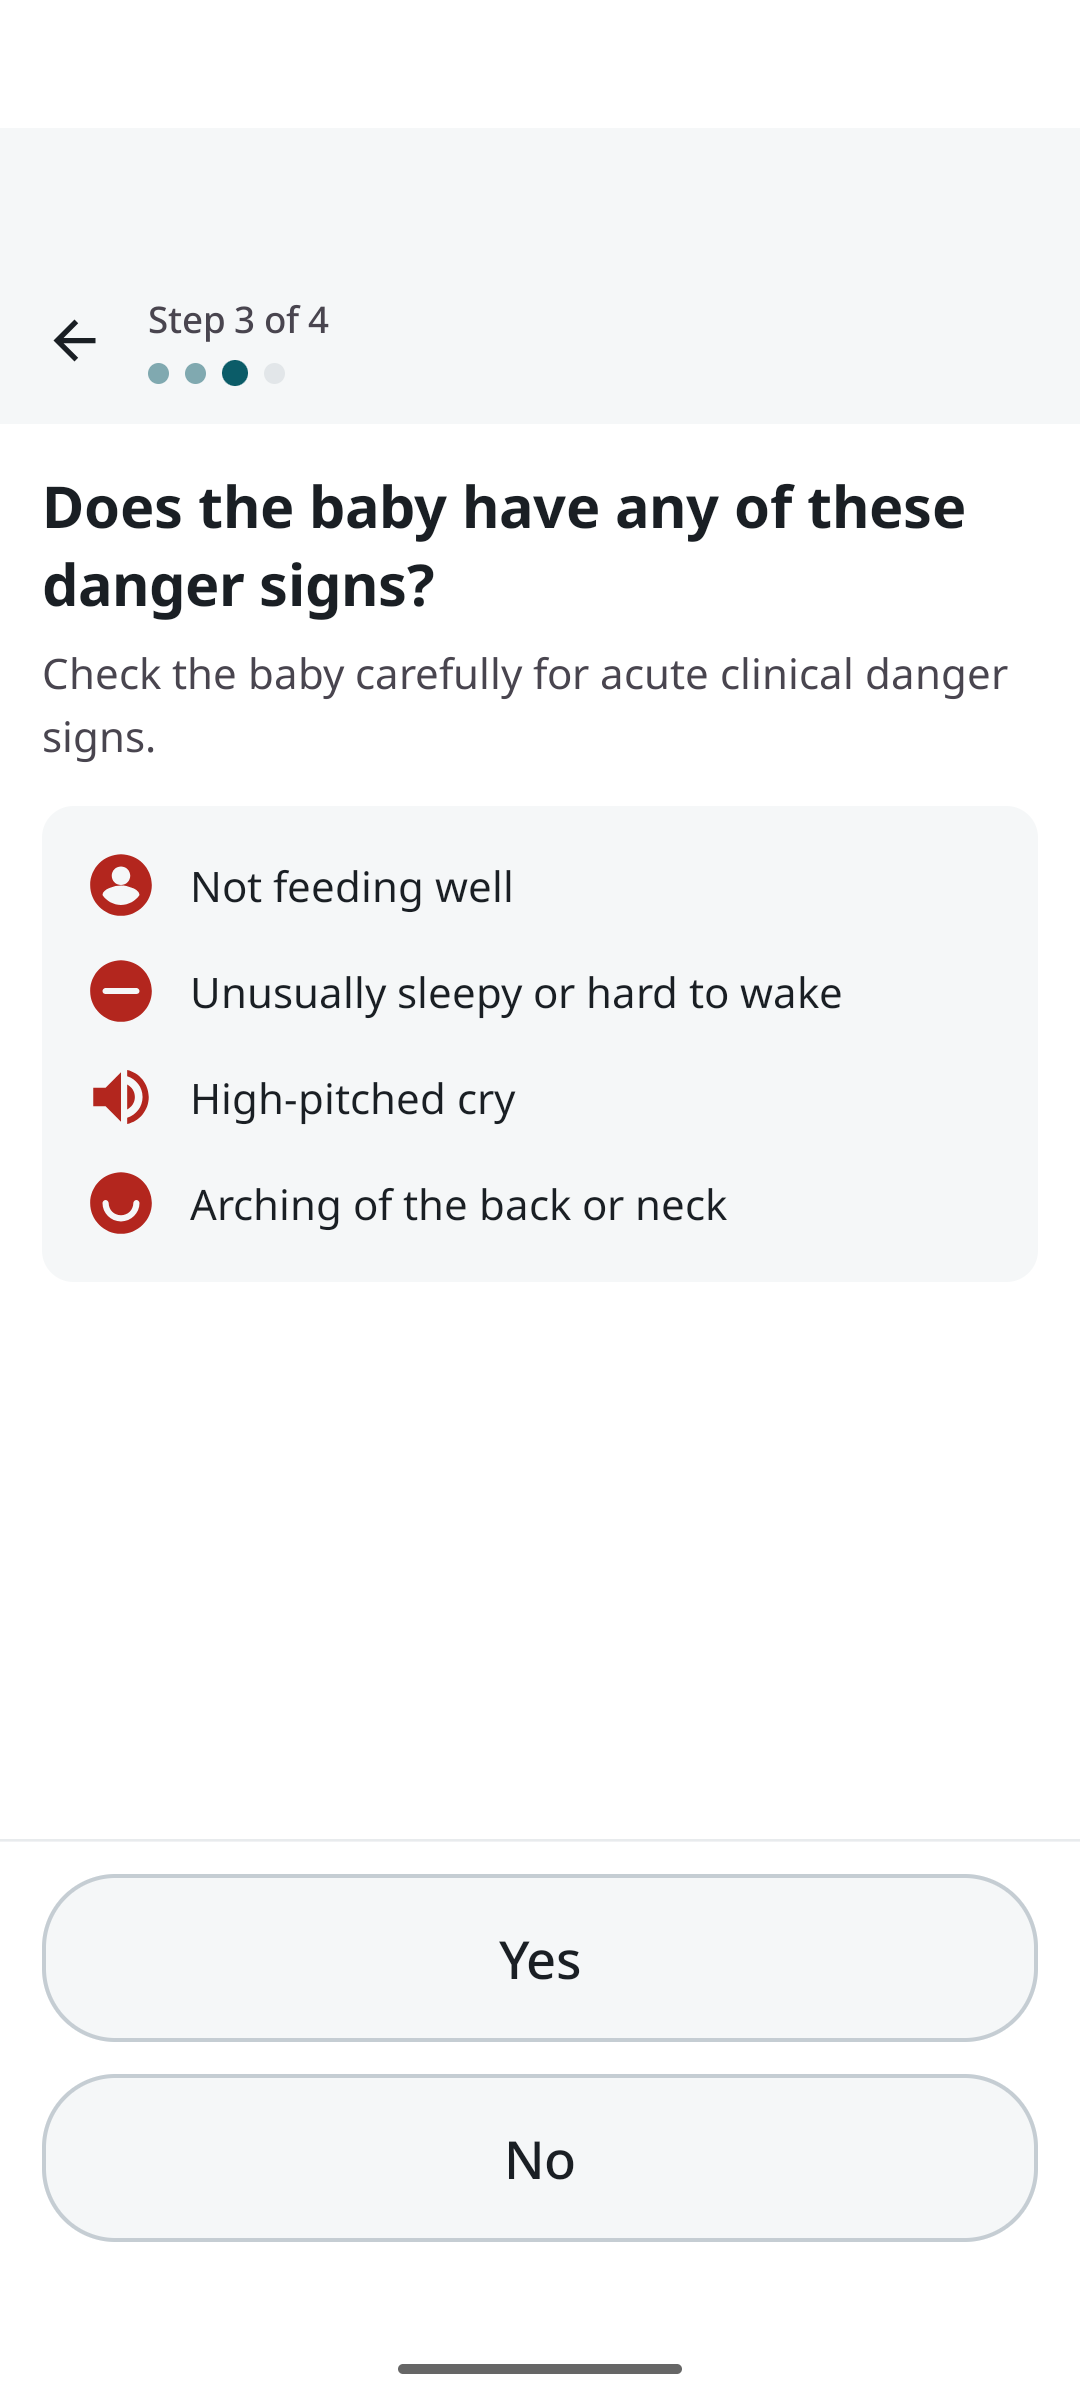 Step 3 of 4
Does the baby have any of these
danger signs?
Check the baby carefully for acute clinical danger
signs.
Not feeding well
Unusually sleepy or hard to wake
High-pitched cry
Arching of the back or neck
Yes
No